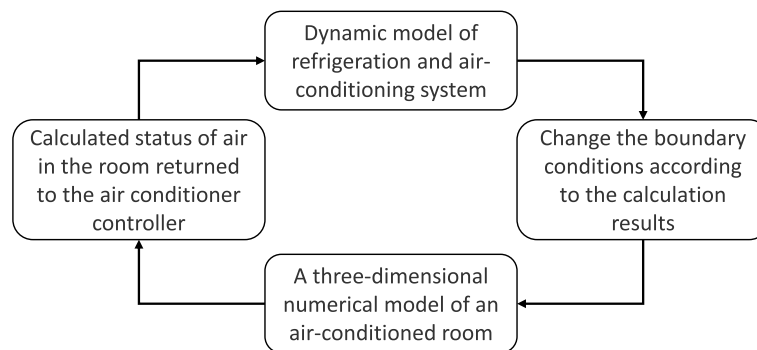 Dynamic model of
refrigeration and air-
conditioning system
Calculated status of air
in the room returned
to the air conditioner
controller
Change the boundary
conditions according
to the calculation
results
A three-dimensional
numerical model of an
air-conditioned room